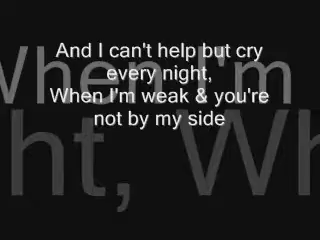 And I can't help but cry
every night,
When I'm weak & you're
not by my side
When I'm
ht, Wh